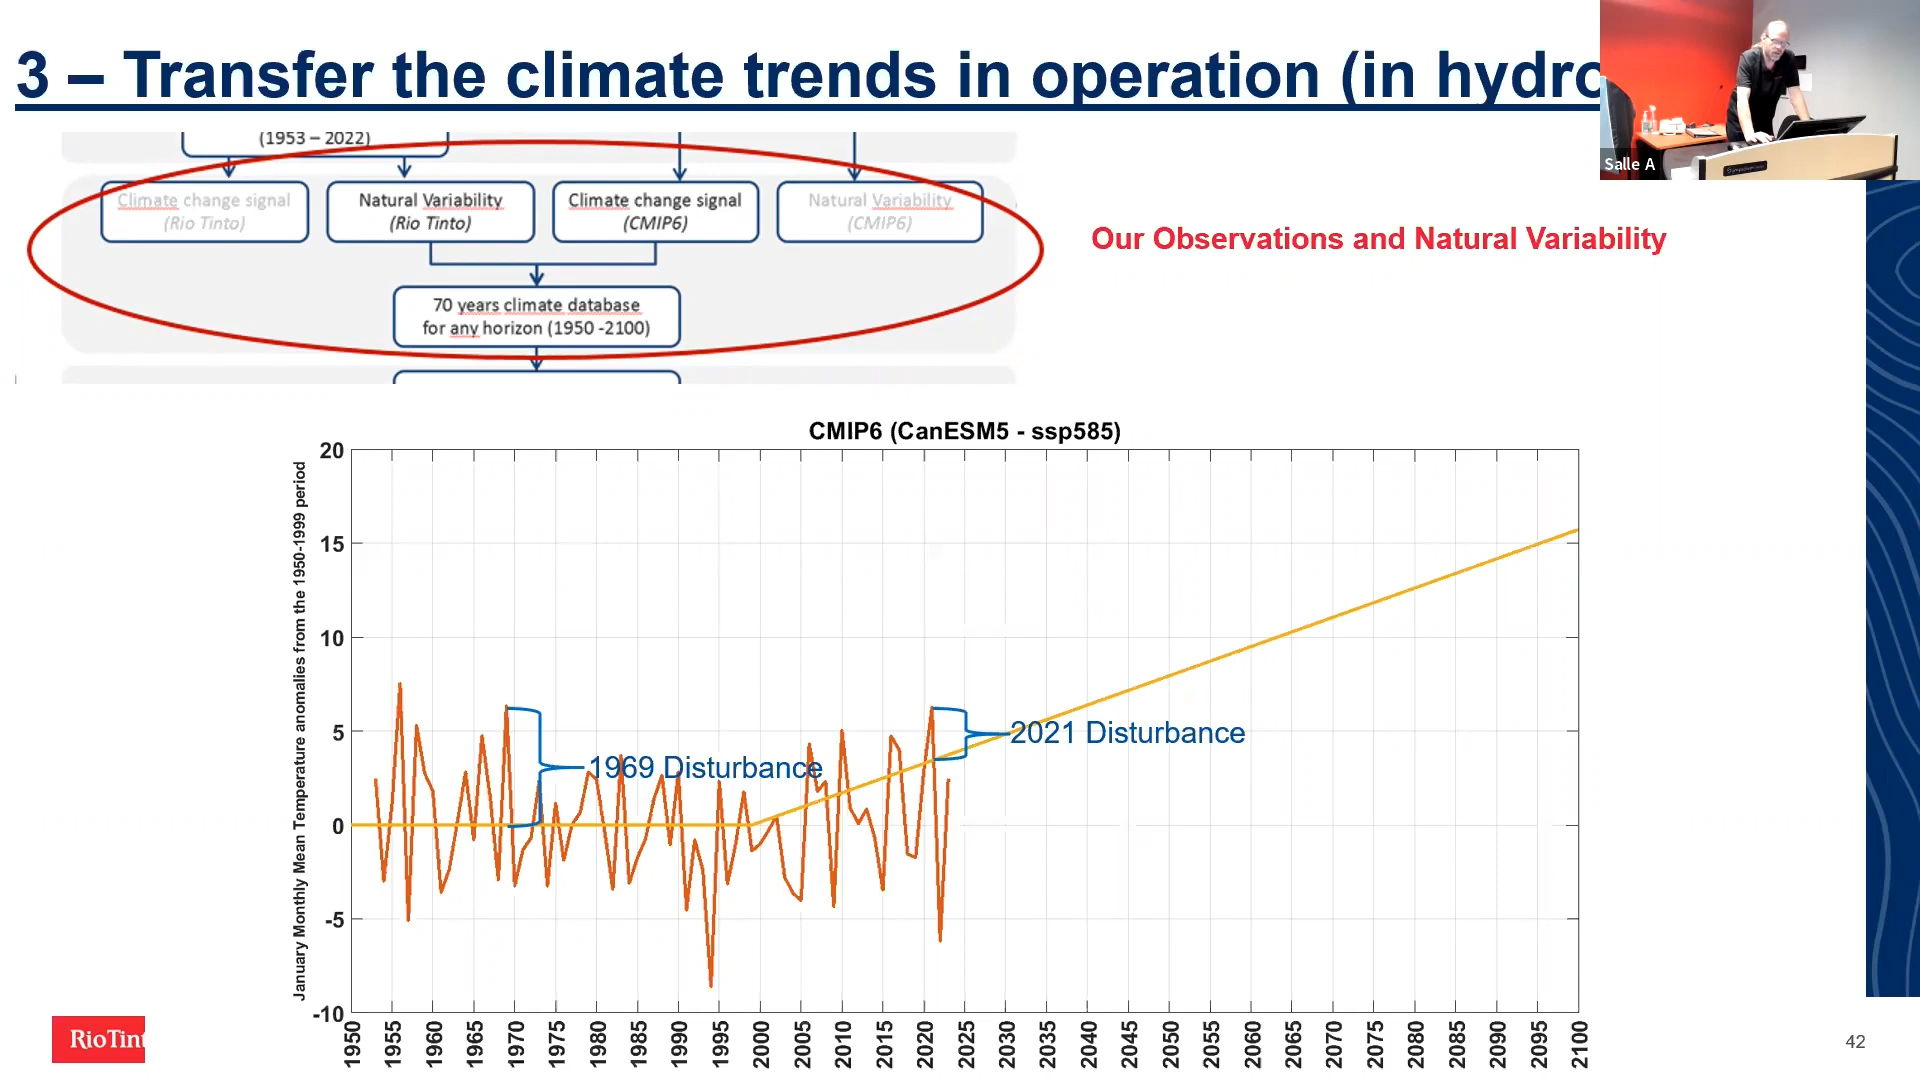 3 – Transfer the climate trends in operation (in hydro
Salle A
(1953 – 2022)
Climate change signal
(Rio Tinto)
Natural Variability
(Rio Tinto)
Climate change signal
(CMIP6)
Natural Variability
(CMIP6)
70 years climate database
for any horizon (1950 -2100)
Our Observations and Natural Variability
CMIP6 (CanESM5 - ssp585)
January Monthly Mean Temperature anomalies from the 1950-1999 period
20
15
10
5
0
-5
-10
1969 Disturbance
2021 Disturbance
1950 1955 1960 1965 1970 1975 1980 1985 1990 1995 2000 2005 2010 2015 2020 2025 2030 2035 2040 2045 2050 2055 2060 2065 2070 2075 2080 2085 2090 2095 2100
RioTint
42